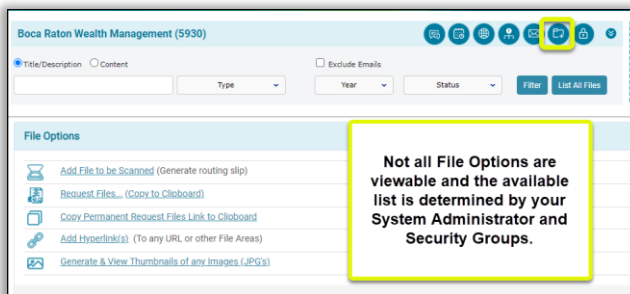 Boca Raton Wealth Management (5930)
Title/Description Content
Exclude Emails
Type
Year
Status
Filter
List All Files
File Options
Add File to be Scanned (Generate routing slip)
Request Files... (Copy to Clipboard)
Copy Permanent Request Files Link to Clipboard
Add Hyperlink(s) (To any URL or other File Areas)
Generate & View Thumbnails of any Images (JPG's)
Not all File Options are
viewable and the available
list is determined by your
System Administrator and
Security Groups.